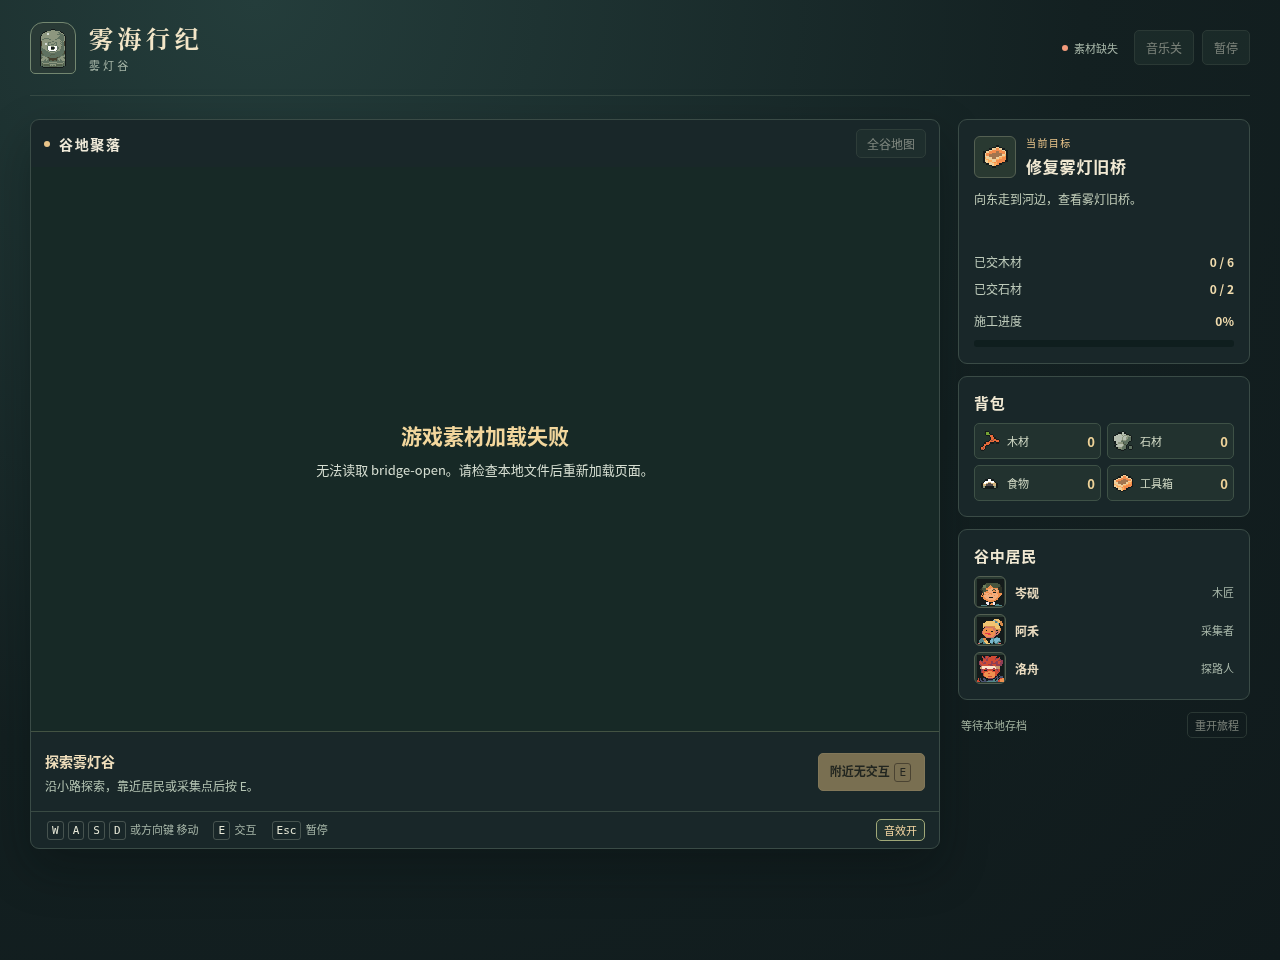 雾海行纪
雾灯谷
素材缺失
音乐关
暂停
谷地聚落
全谷地图
游戏素材加载失败
无法读取 bridge-open。请检查本地文件后重新加载页面。
探索雾灯谷
沿小路探索，靠近居民或采集点后按 E。
附近无交互 E
W A S D 或方向键 移动 E 交互 Esc 暂停
音效开
当前目标
修复雾灯旧桥
向东走到河边，查看雾灯旧桥。
已交木材 0 / 6
已交石材 0 / 2
施工进度 0%
背包
木材 0
石材 0
食物 0
工具箱 0
谷中居民
岑砚 木匠
阿禾 采集者
洛舟 探路人
等待本地存档
重开旅程